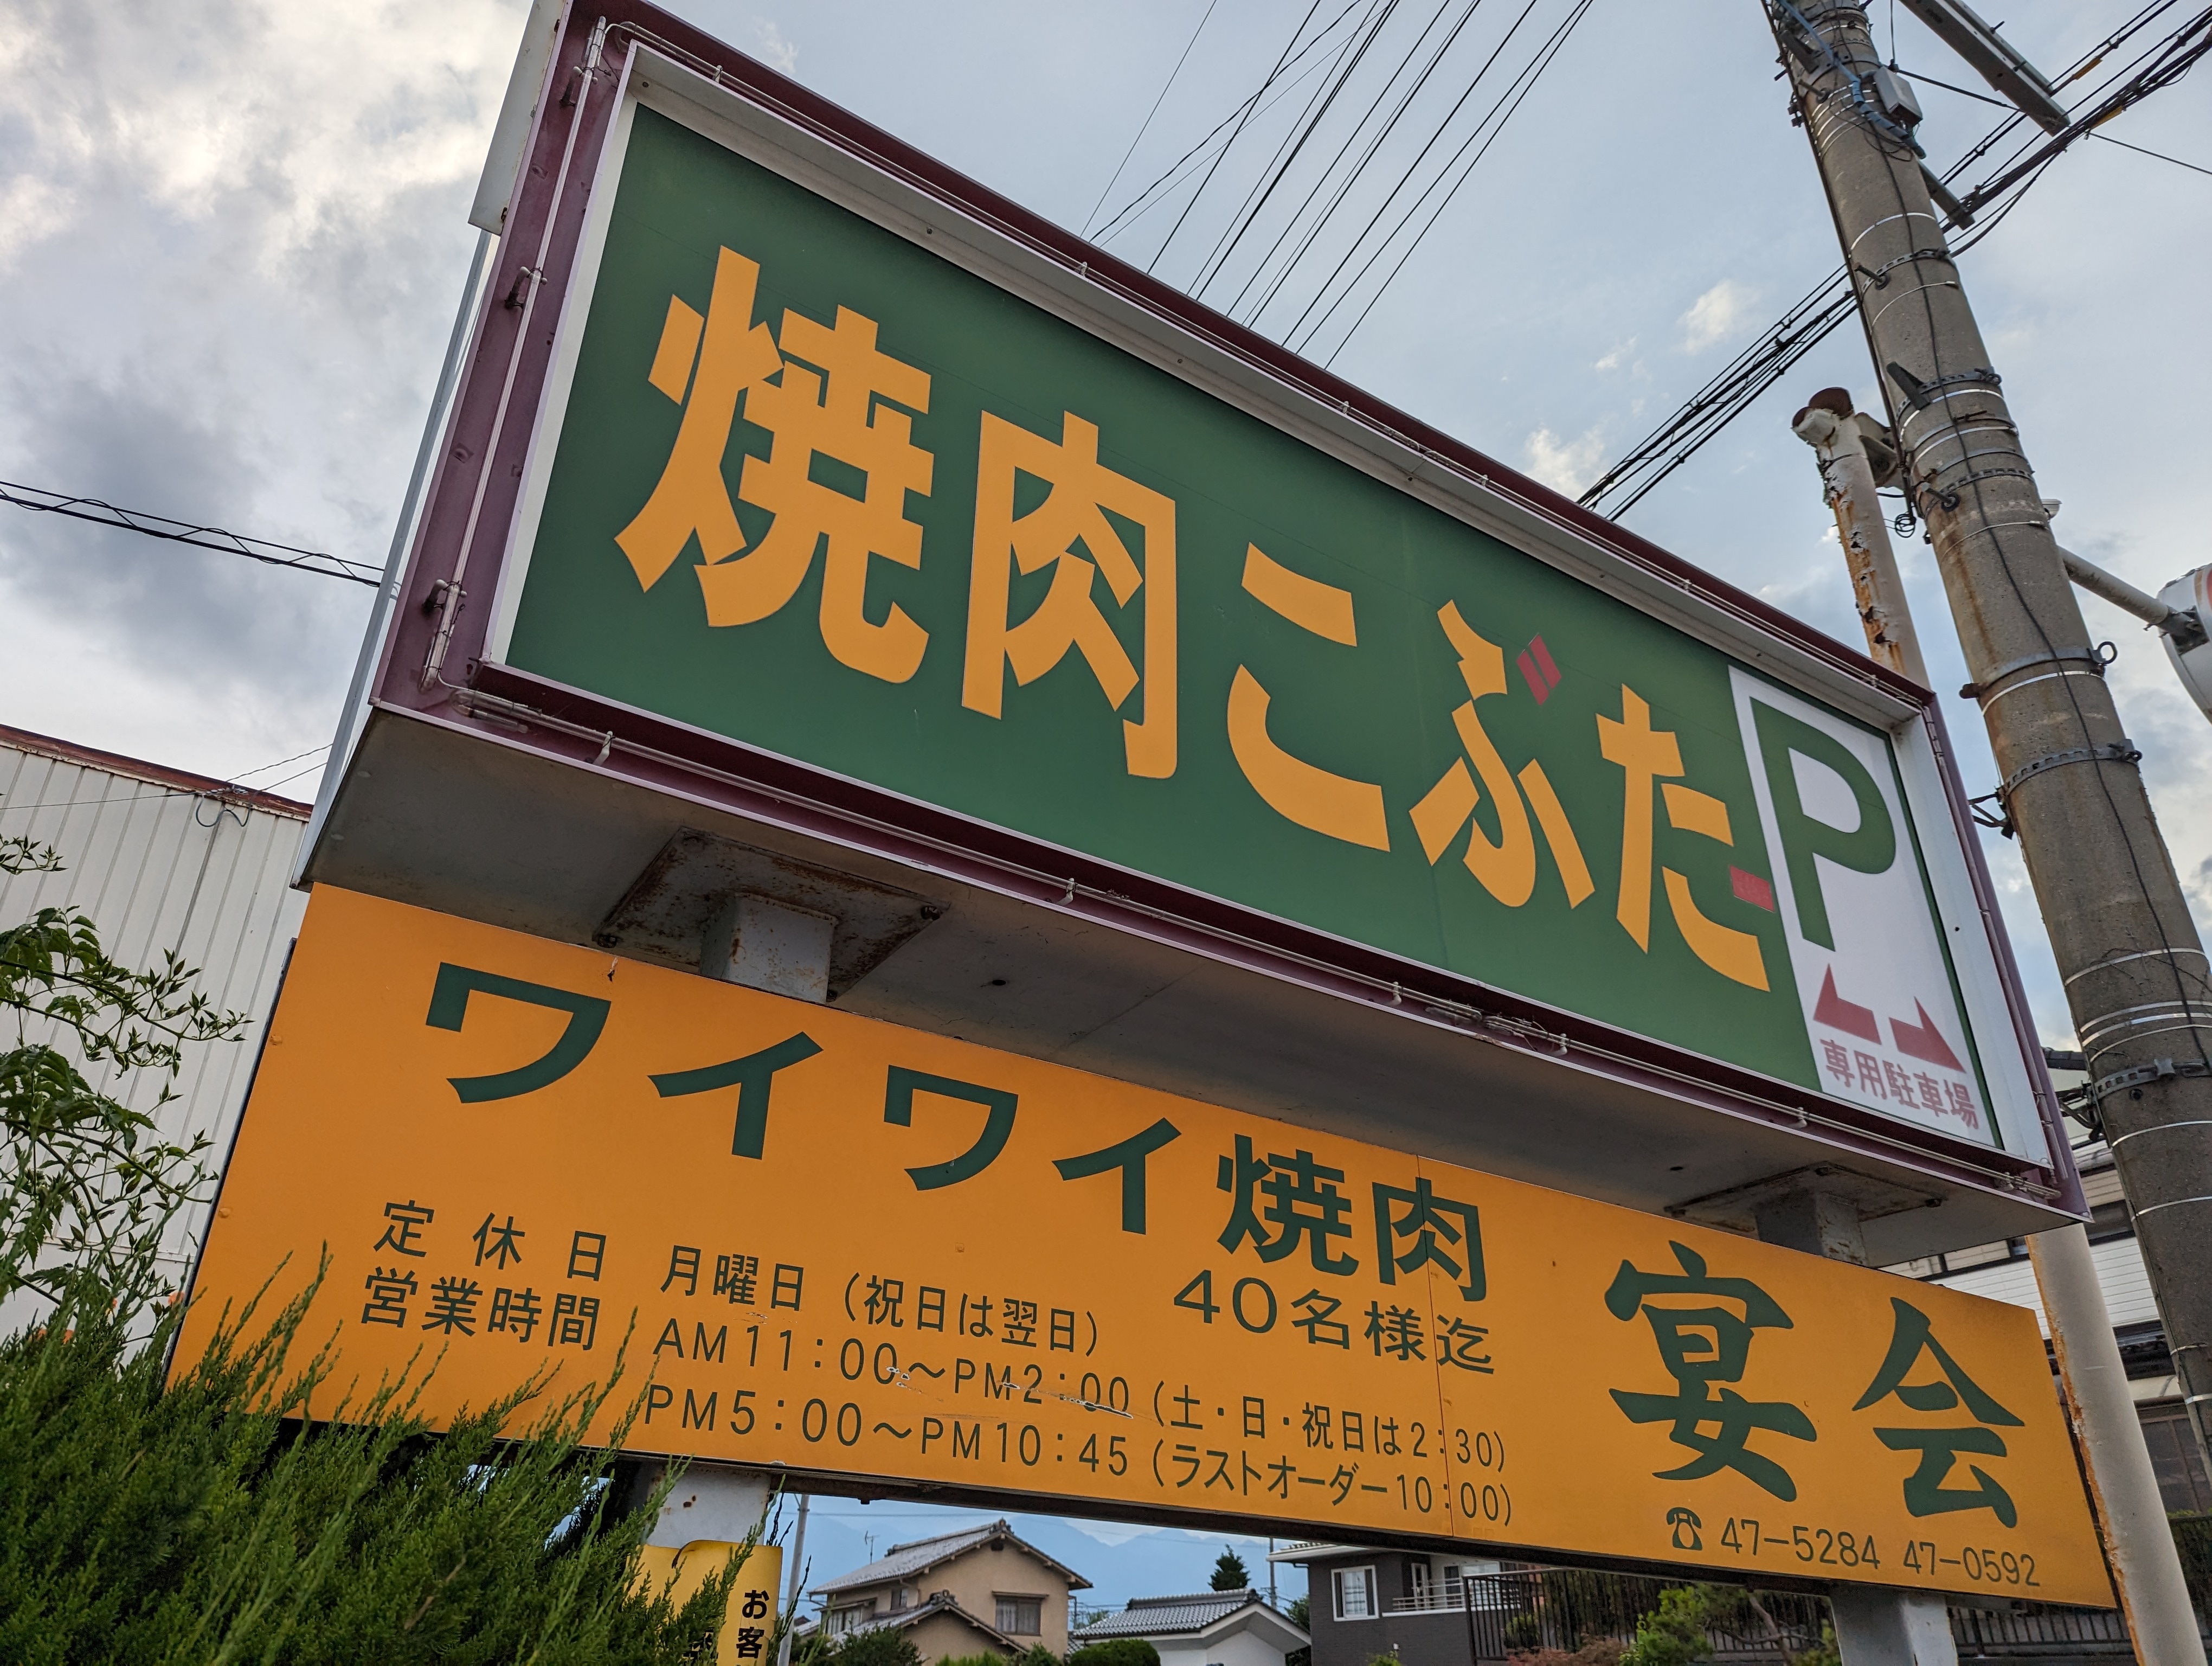 焼肉こぶた
P
専用駐車場
ワイワイ焼肉
40名様迄
宴会
定休日 月曜日(祝日は翌日)
営業時間 AM11:00~PM2:00(土・日・祝日は2:30)
PM5:00~PM10:45(ラストオーダー10:00)
☎ 47-5284 47-0592
お客